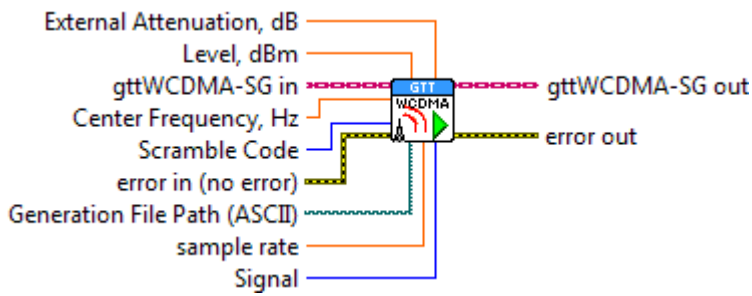 External Attenuation, dB
Level, dBm
gttWCDMA-SG in
gttWCDMA-SG out
GTT
WCDMA
Center Frequency, Hz
Scramble Code
error out
error in (no error)
Generation File Path (ASCII)
sample rate
Signal